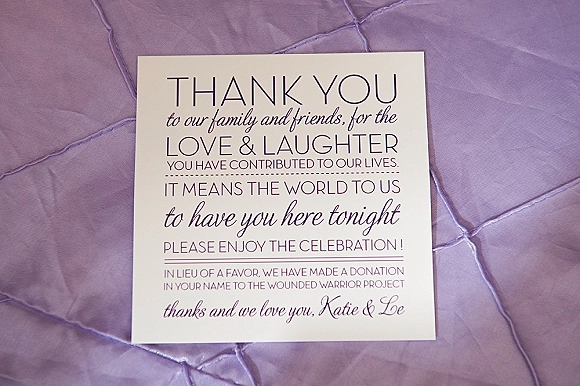 THANK YOU
to our family and friends, for the
LOVE & LAUGHTER
YOU HAVE CONTRIBUTED TO OUR LIVES.
IT MEANS THE WORLD TO US
to have you here tonight
PLEASE ENJOY THE CELEBRATION!
IN LIEU OF A FAVOR, WE HAVE MADE A DONATION
IN YOUR NAME TO THE WOUNDED WARRIOR PROJECT
thanks and we love you, Katie & Le